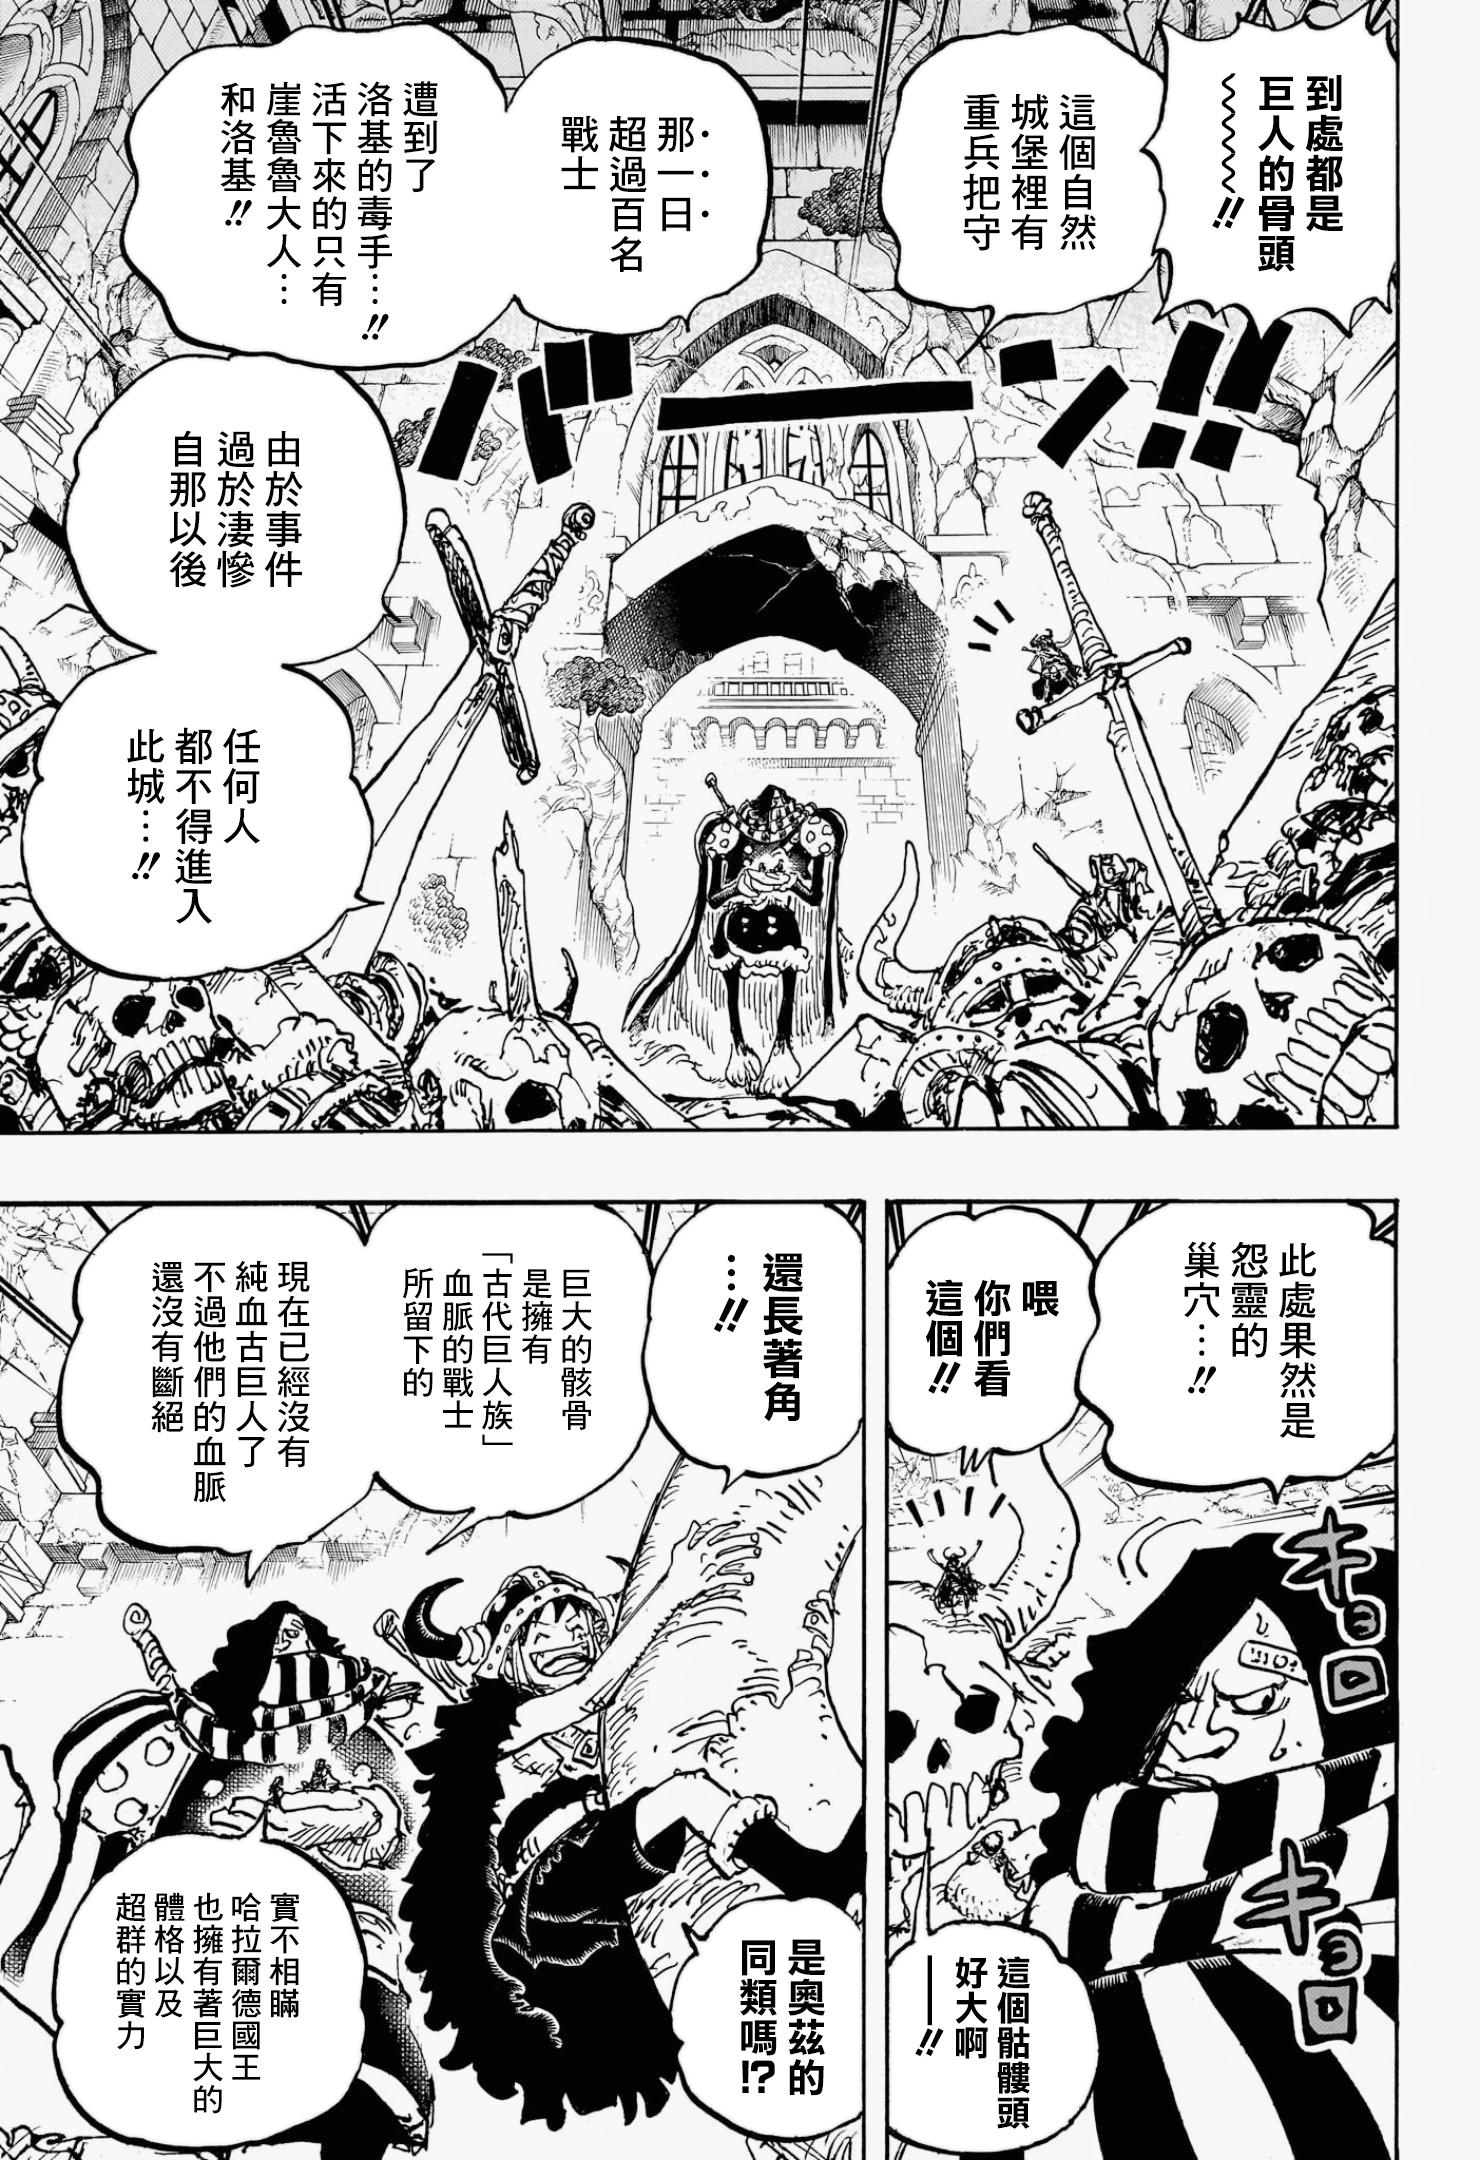 到處都是
巨人的骨頭
〰〰〰!!
這個自然
城堡裡有
重兵把守
那一日
超過百名
戰士
遭到了
洛基的毒手…!!
活下來的只有
崖魯魯大人…
和洛基!!
バーン!!
由於事件
過於淒慘
自那以後
任何人
都不得進入
此城…!!
此處果然是
怨靈的
巢穴…!!
喂
你們看
這個!!
キョロ
キョロ
這個骷髏頭
好大啊
——!!
還長著角
…!!
是奧茲的
同類嗎!?
巨大的骸骨
是擁有
「古代巨人族」
血脈的戰士
所留下的
現在已經沒有
純血古巨人了
不過他們的血脈
還沒有斷絕
實不相瞞
哈拉爾德國王
也擁有著巨大的
體格以及
超群的實力